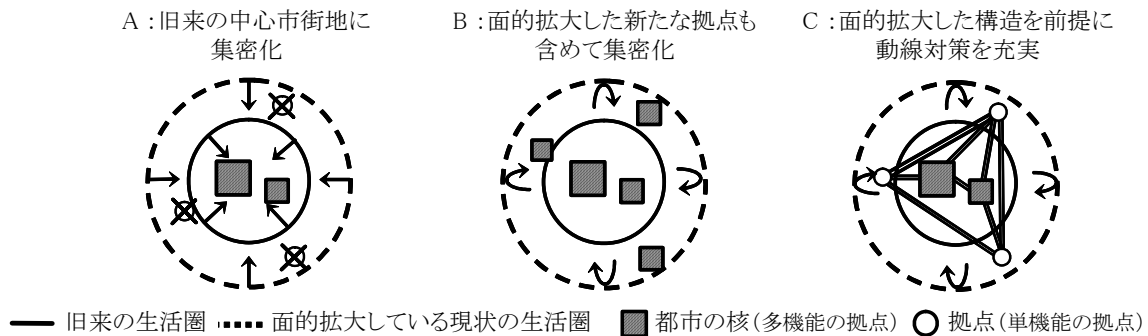 A：旧来の中心市街地に
集密化
B：面的拡大した新たな拠点も
含めて集密化
C：面的拡大した構造を前提に
動線対策を充実
旧来の生活圏 面的拡大している現状の生活圏 都市の核(多機能の拠点) 拠点(単機能の拠点)